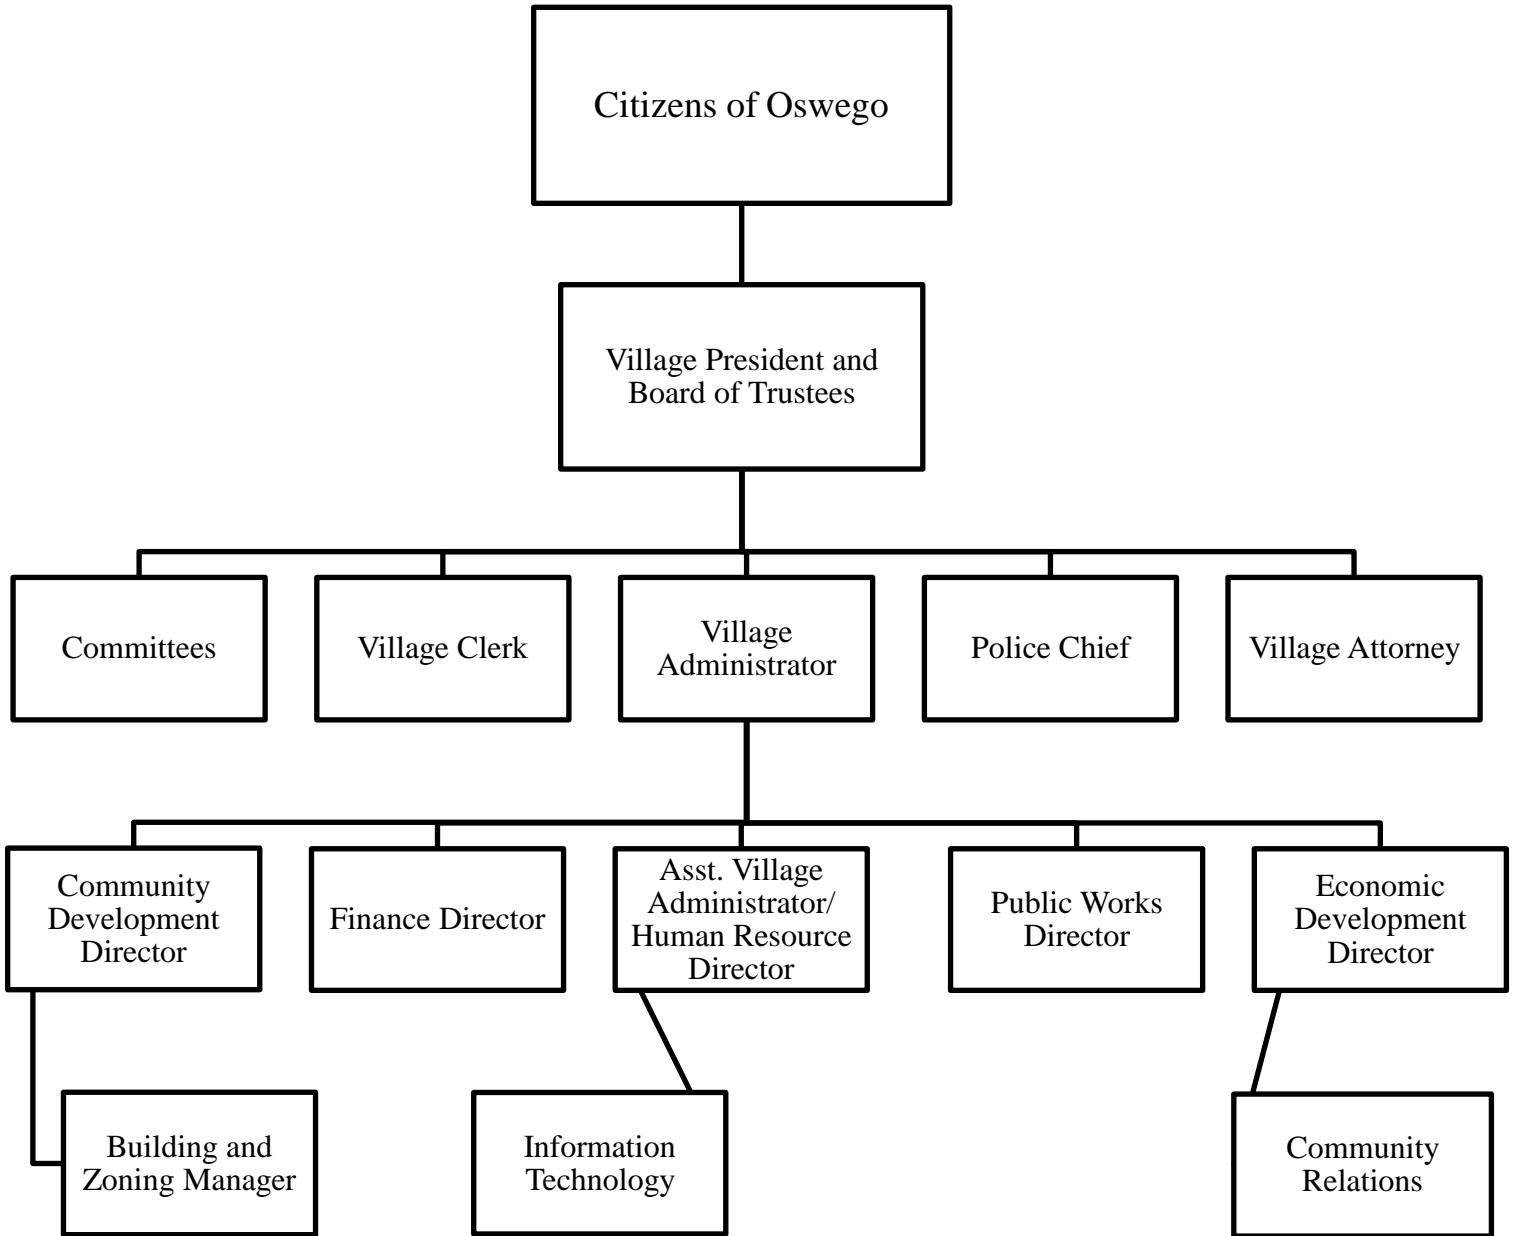 Citizens of Oswego
Village President and
Board of Trustees
Committees
Village Clerk
Village
Administrator
Police Chief
Village Attorney
Community
Development
Director
Finance Director
Asst. Village
Administrator/
Human Resource
Director
Public Works
Director
Economic
Development
Director
Building and
Zoning Manager
Information
Technology
Community
Relations